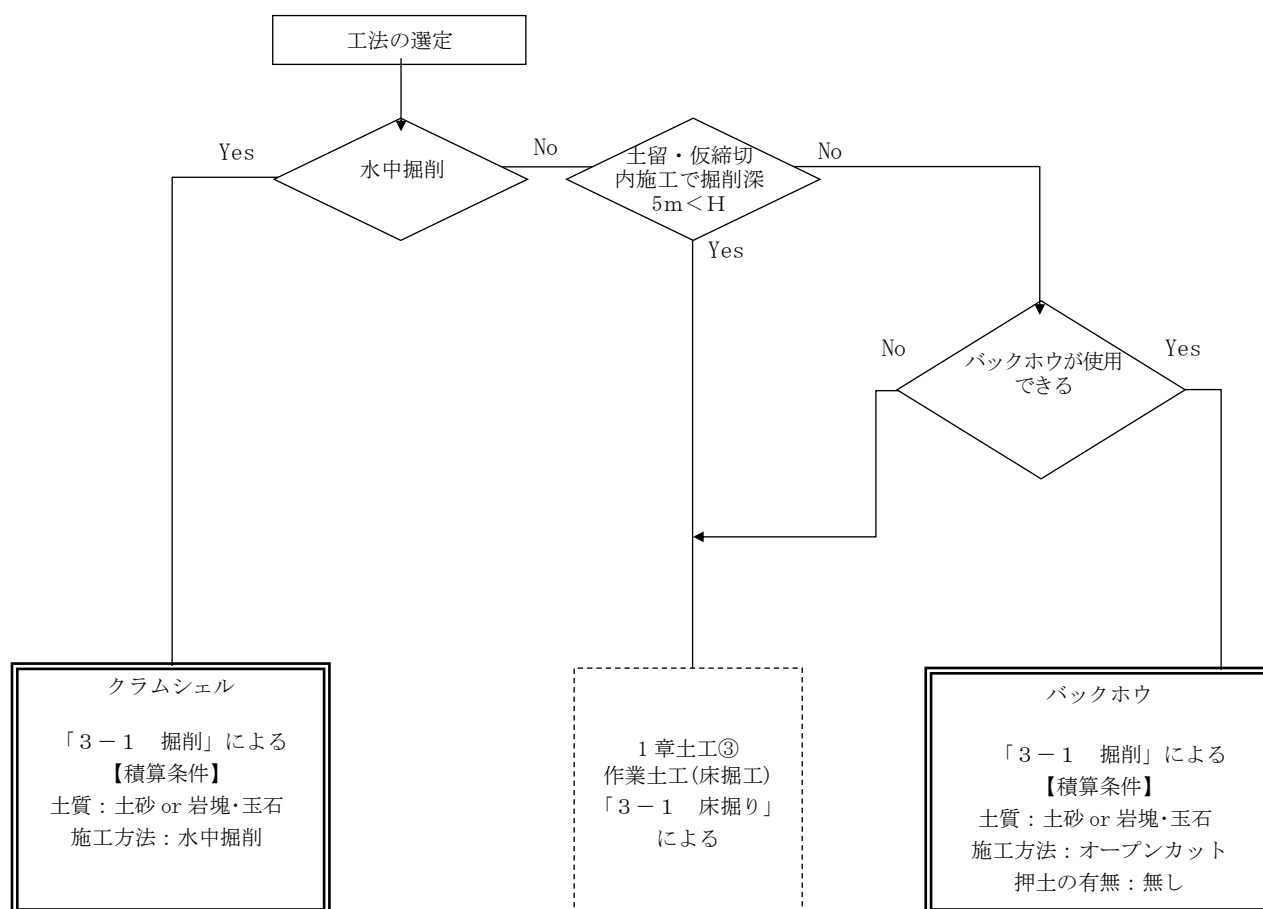 工法の選定
Yes
水中掘削
No
土留・仮締切
内施工で掘削深
5m＜H
No
Yes
No
バックホウが使用
できる
Yes
クラムシェル
「３－１　掘削」による
【積算条件】
土質：土砂 or 岩塊・玉石
施工方法：水中掘削
1 章土工③
作業土工(床掘工)
「３－１　床掘り」
による
バックホウ
「３－１　掘削」による
【積算条件】
土質：土砂 or 岩塊・玉石
施工方法：オープンカット
押土の有無：無し